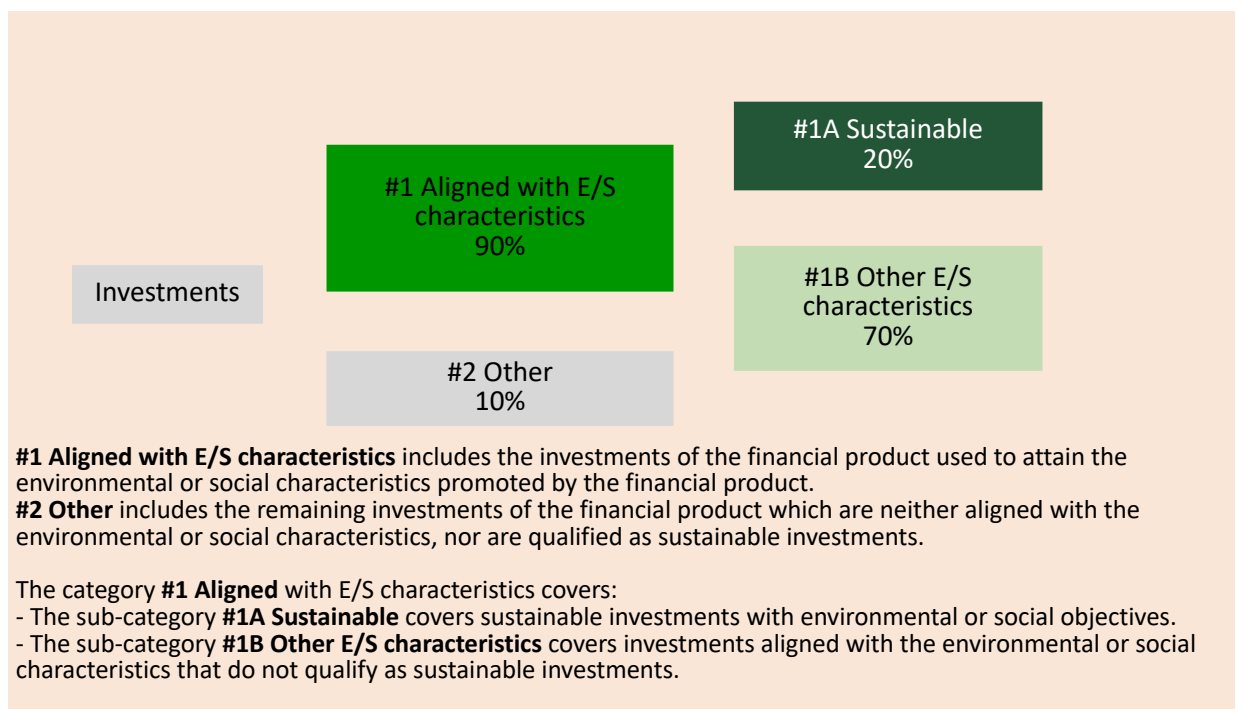 #1A Sustainable
20%
#1 Aligned with E/S
characteristics
90%
#1B Other E/S
characteristics
70%
Investments
#2 Other
10%
#1 Aligned with E/S characteristics includes the investments of the financial product used to attain the
environmental or social characteristics promoted by the financial product.
#2 Other includes the remaining investments of the financial product which are neither aligned with the
environmental or social characteristics, nor are qualified as sustainable investments.
The category #1 Aligned with E/S characteristics covers:
- The sub-category #1A Sustainable covers sustainable investments with environmental or social objectives.
- The sub-category #1B Other E/S characteristics covers investments aligned with the environmental or social
characteristics that do not qualify as sustainable investments.